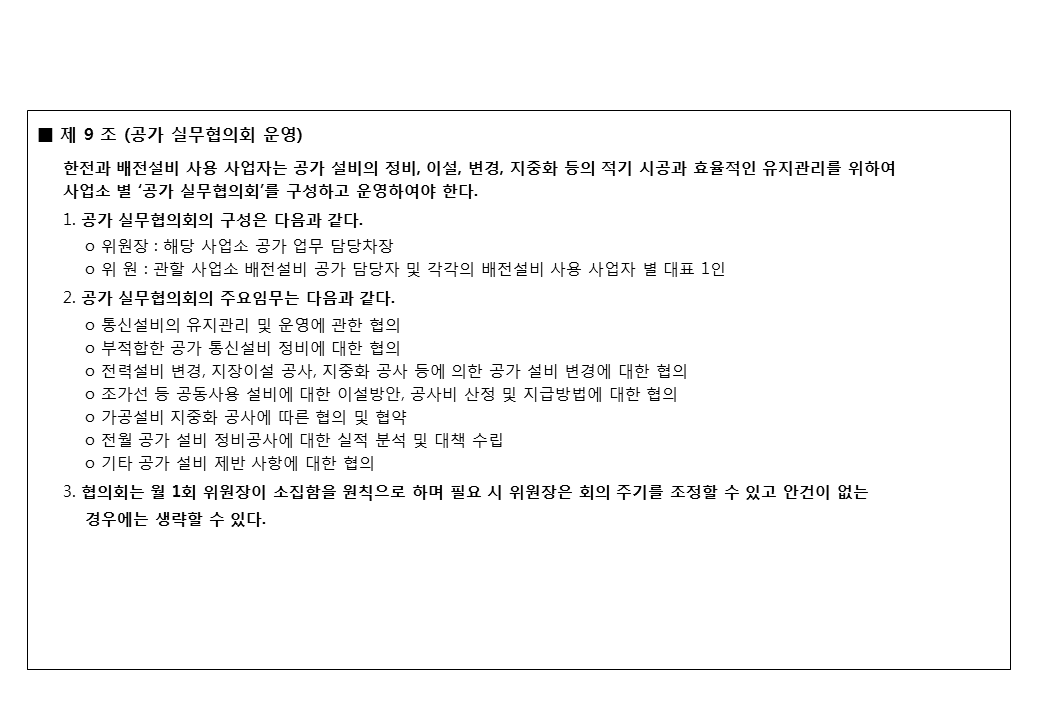 ■ 제 9 조 (공가 실무협의회 운영)
한전과 배전설비 사용 사업자는 공가 설비의 정비, 이설, 변경, 지중화 등의 적기 시공과 효율적인 유지관리를 위하여
사업소 별 ‘공가 실무협의회’를 구성하고 운영하여야 한다.
1. 공가 실무협의회의 구성은 다음과 같다.
o 위원장 : 해당 사업소 공가 업무 담당차장
o 위 원 : 관할 사업소 배전설비 공가 담당자 및 각각의 배전설비 사용 사업자 별 대표 1인
2. 공가 실무협의회의 주요임무는 다음과 같다.
o 통신설비의 유지관리 및 운영에 관한 협의
o 부적합한 공가 통신설비 정비에 대한 협의
o 전력설비 변경, 지장이설 공사, 지중화 공사 등에 의한 공가 설비 변경에 대한 협의
o 조가선 등 공동사용 설비에 대한 이설방안, 공사비 산정 및 지급방법에 대한 협의
o 가공설비 지중화 공사에 따른 협의 및 협약
o 전월 공가 설비 정비공사에 대한 실적 분석 및 대책 수립
o 기타 공가 설비 제반 사항에 대한 협의
3. 협의회는 월 1회 위원장이 소집함을 원칙으로 하며 필요 시 위원장은 회의 주기를 조정할 수 있고 안건이 없는
경우에는 생략할 수 있다.